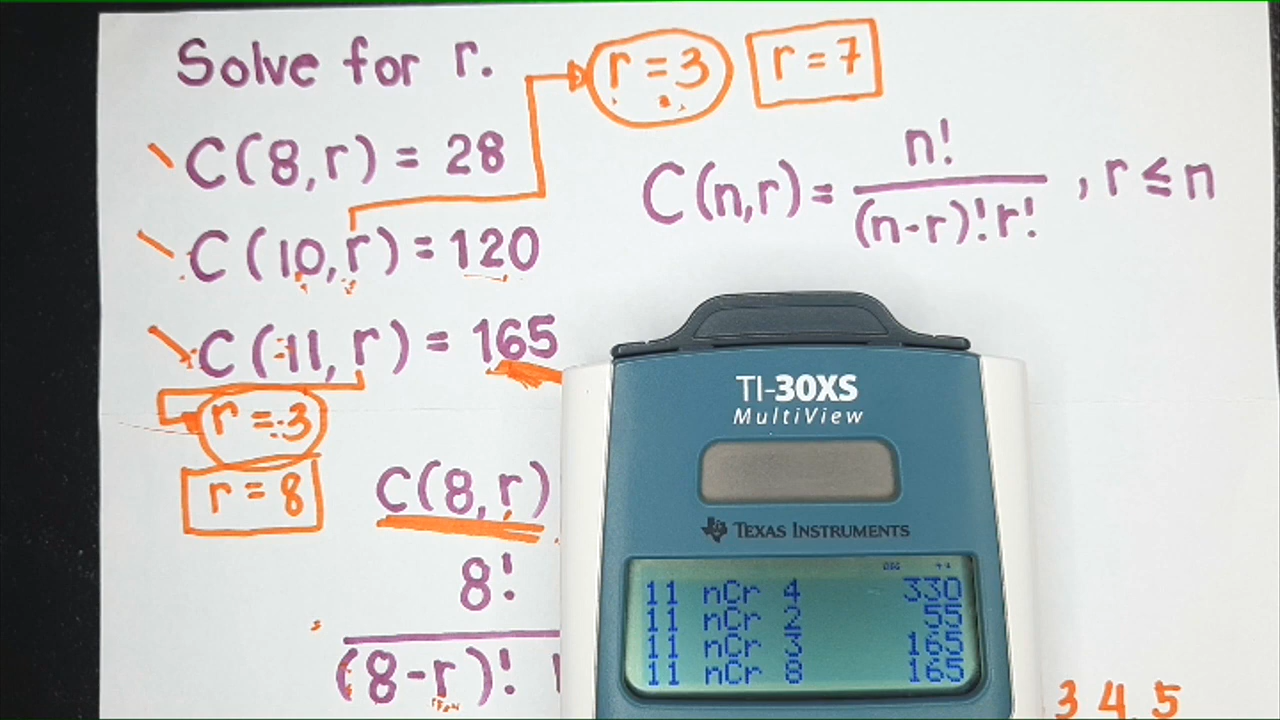 Solve for r.
r = 3
r = 7
C(8,r) = 28
C(n,r) = n! / (n-r)!r! , r ≤ n
C(10,r) = 120
C(11,r) = 165
r = 3
r = 8
C(8,r)
8!
(8-r)!
TI-30XS
MultiView
TEXAS INSTRUMENTS
DEG
11 nCr 4 330
11 nCr 2 55
11 nCr 3 165
11 nCr 8 165
3 4 5